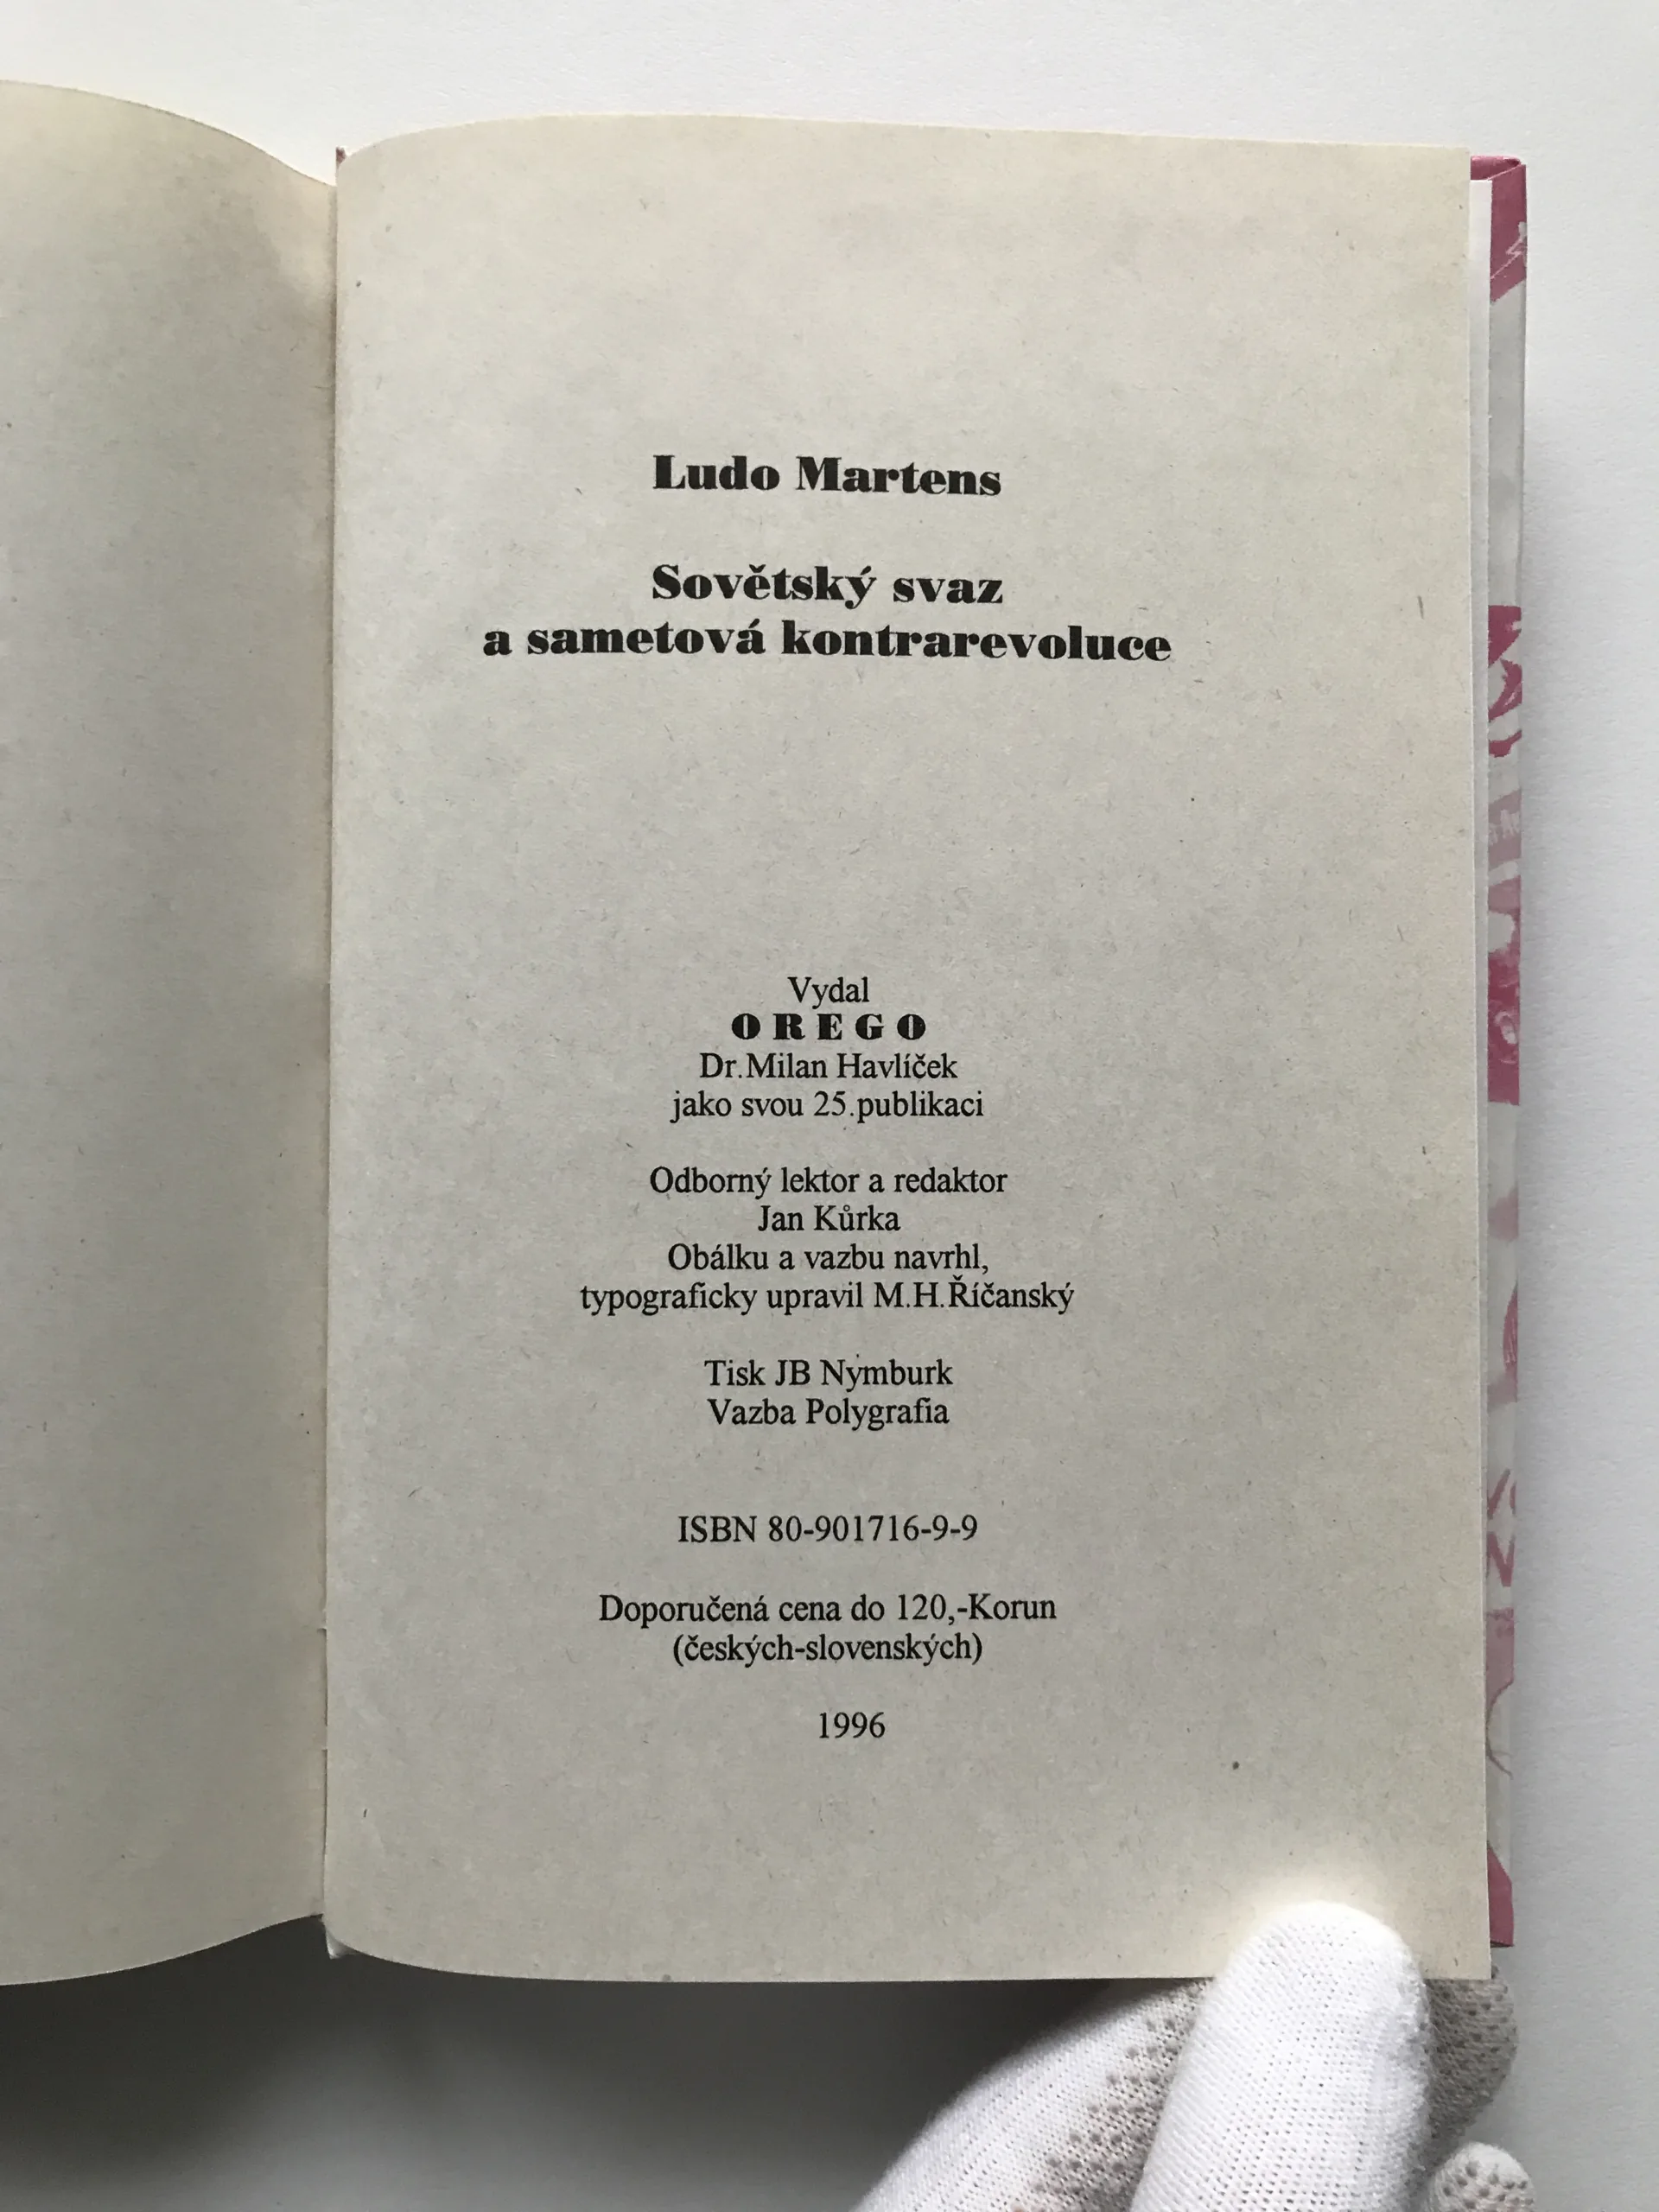 Ludo Martens
Sovětský svaz
a sametová kontrarevoluce
Vydal
OREGO
Dr.Milan Havlíček
jako svou 25.publikaci
Odborný lektor a redaktor
Jan Kůrka
Obálku a vazbu navrhl,
typograficky upravil M.H.Říčanský
Tisk JB Nymburk
Vazba Polygrafia
ISBN 80-901716-9-9
Doporučená cena do 120,-Korun
(českých-slovenských)
1996